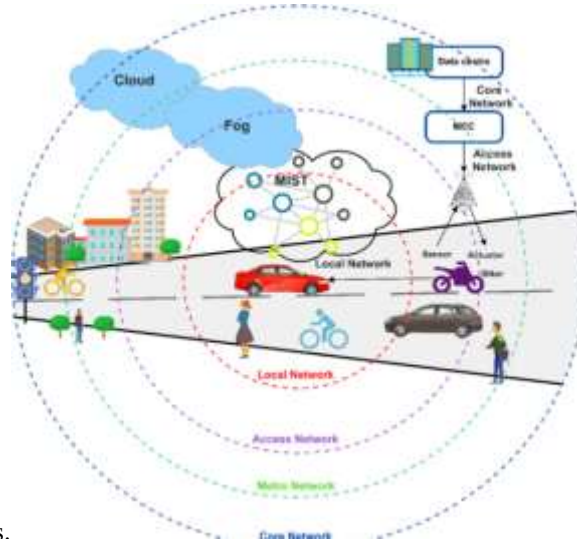 Cloud
Fog
MIST
Data centre
Core
Network
MCC
Access
Network
Sensor
Actuator
Biker
Local Network
Local Network
Access Network
Metro Network
Core Network
s.